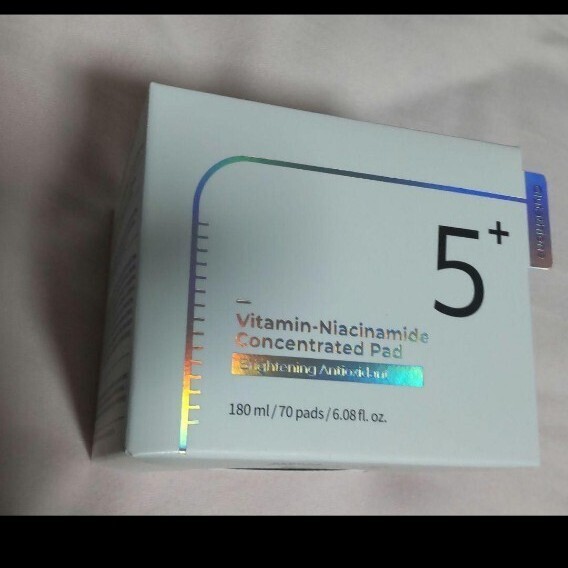 5+
Vitamin-Niacinamide
Concentrated Pad
Brightening Antioxidant
180 ml / 70 pads / 6.08 fl. oz.